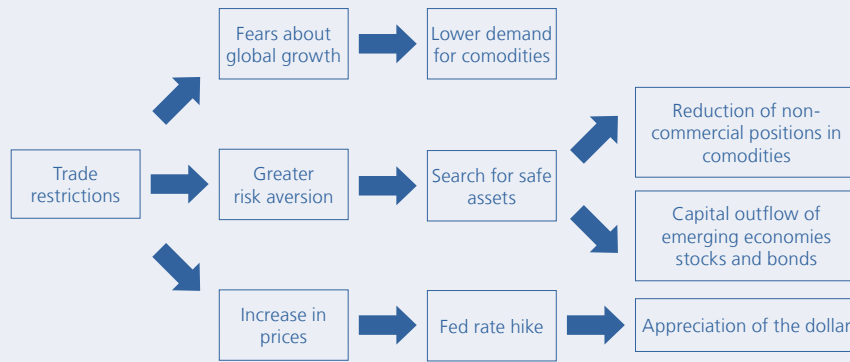 Fears about
global growth
Lower demand
for comodities
Reduction of non-
commercial positions in
comodities
Trade
restrictions
Greater
risk aversion
Search for safe
assets
Capital outflow of
emerging economies
stocks and bonds
Increase in
prices
Fed rate hike
Appreciation of the dollar